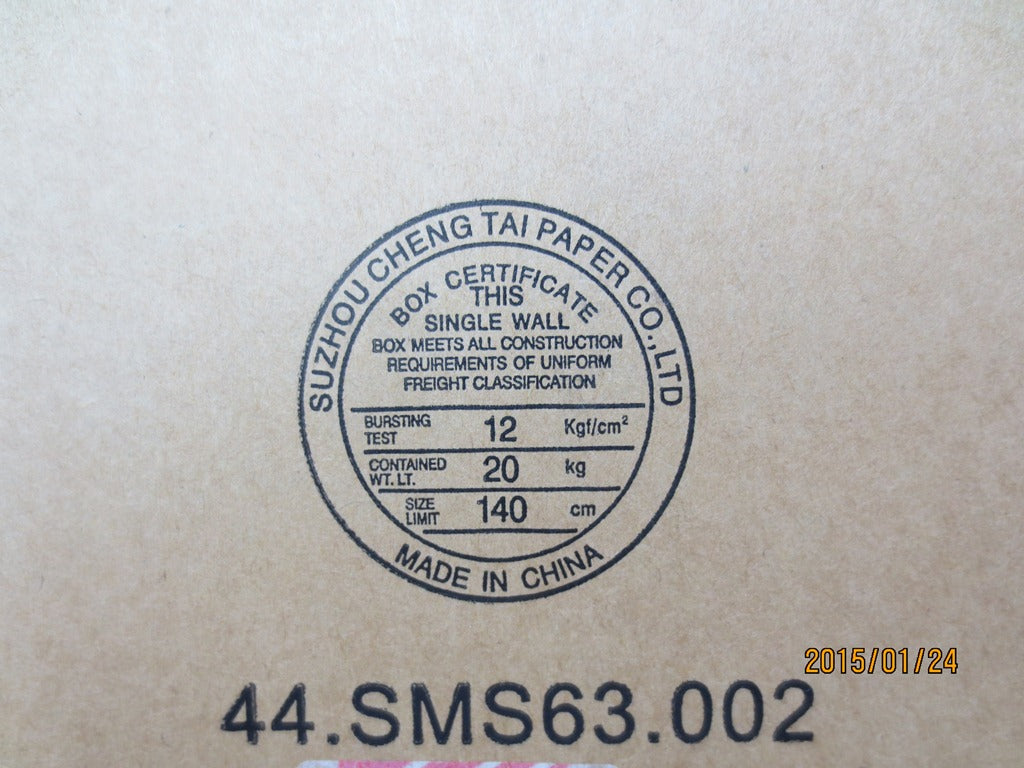 SUZHOU CHENG TAI PAPER CO.,LTD
BOX CERTIFICATE
THIS
SINGLE WALL
BOX MEETS ALL CONSTRUCTION
REQUIREMENTS OF UNIFORM
FREIGHT CLASSIFICATION
BURSTING TEST 12 Kgf/cm²
CONTAINED WT. LT. 20 kg
SIZE LIMIT 140 cm
MADE IN CHINA
2015/01/24
44.SMS63.002